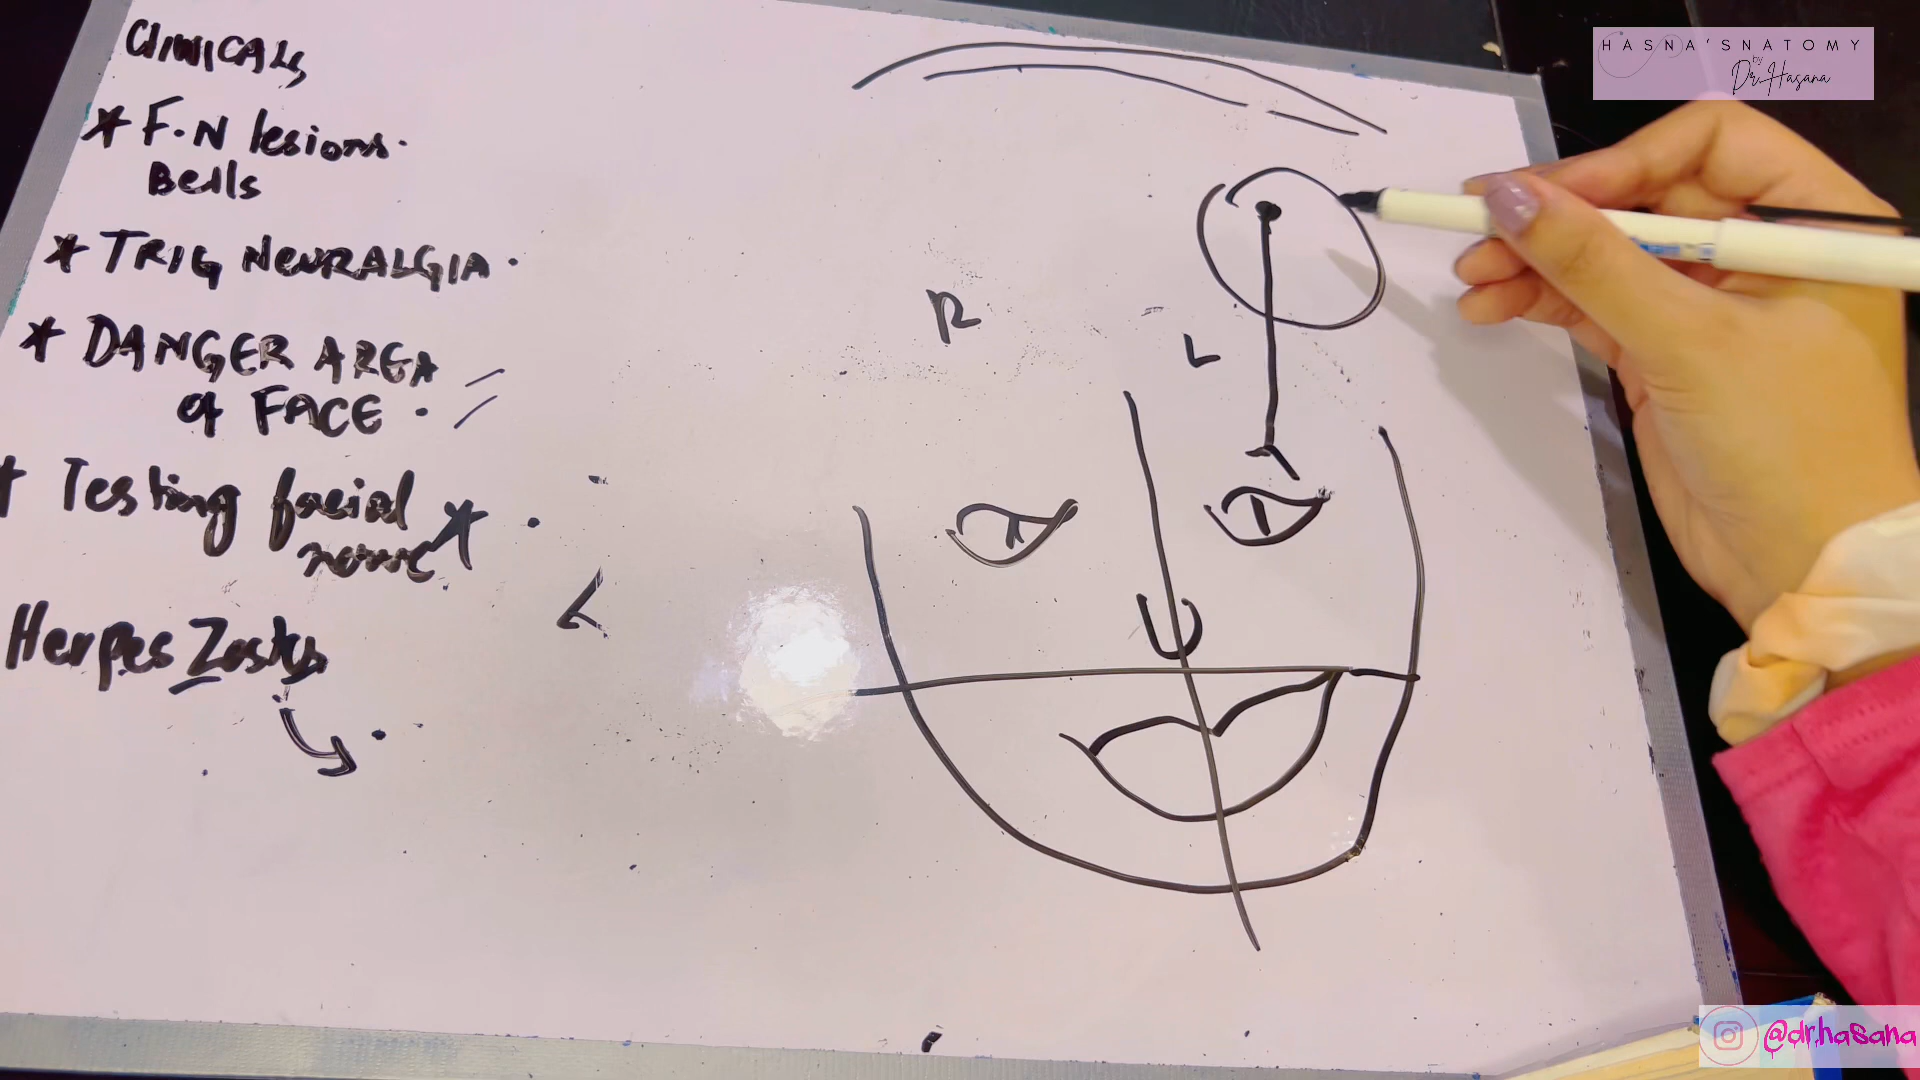 CLINICALS
* F.N lesions.
Bells
* TRIG NEURALGIA.
* DANGER AREA
of FACE.
* Testing facial
nerve *
Herpes Zoster
R
L
HASNA'SNATOMY
by
Dr.Hasana
@dr.hasana